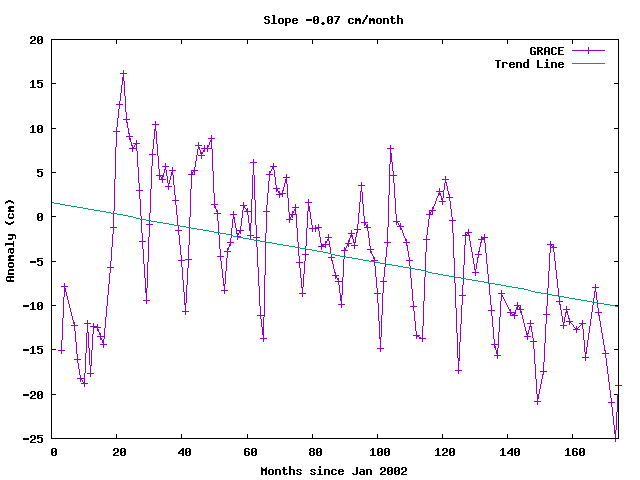 Slope -0.07 cm/month
GRACE
Trend Line
20
15
10
5
0
-5
-10
-15
-20
-25
Anomaly (cm)
0 20 40 60 80 100 120 140 160
Months since Jan 2002